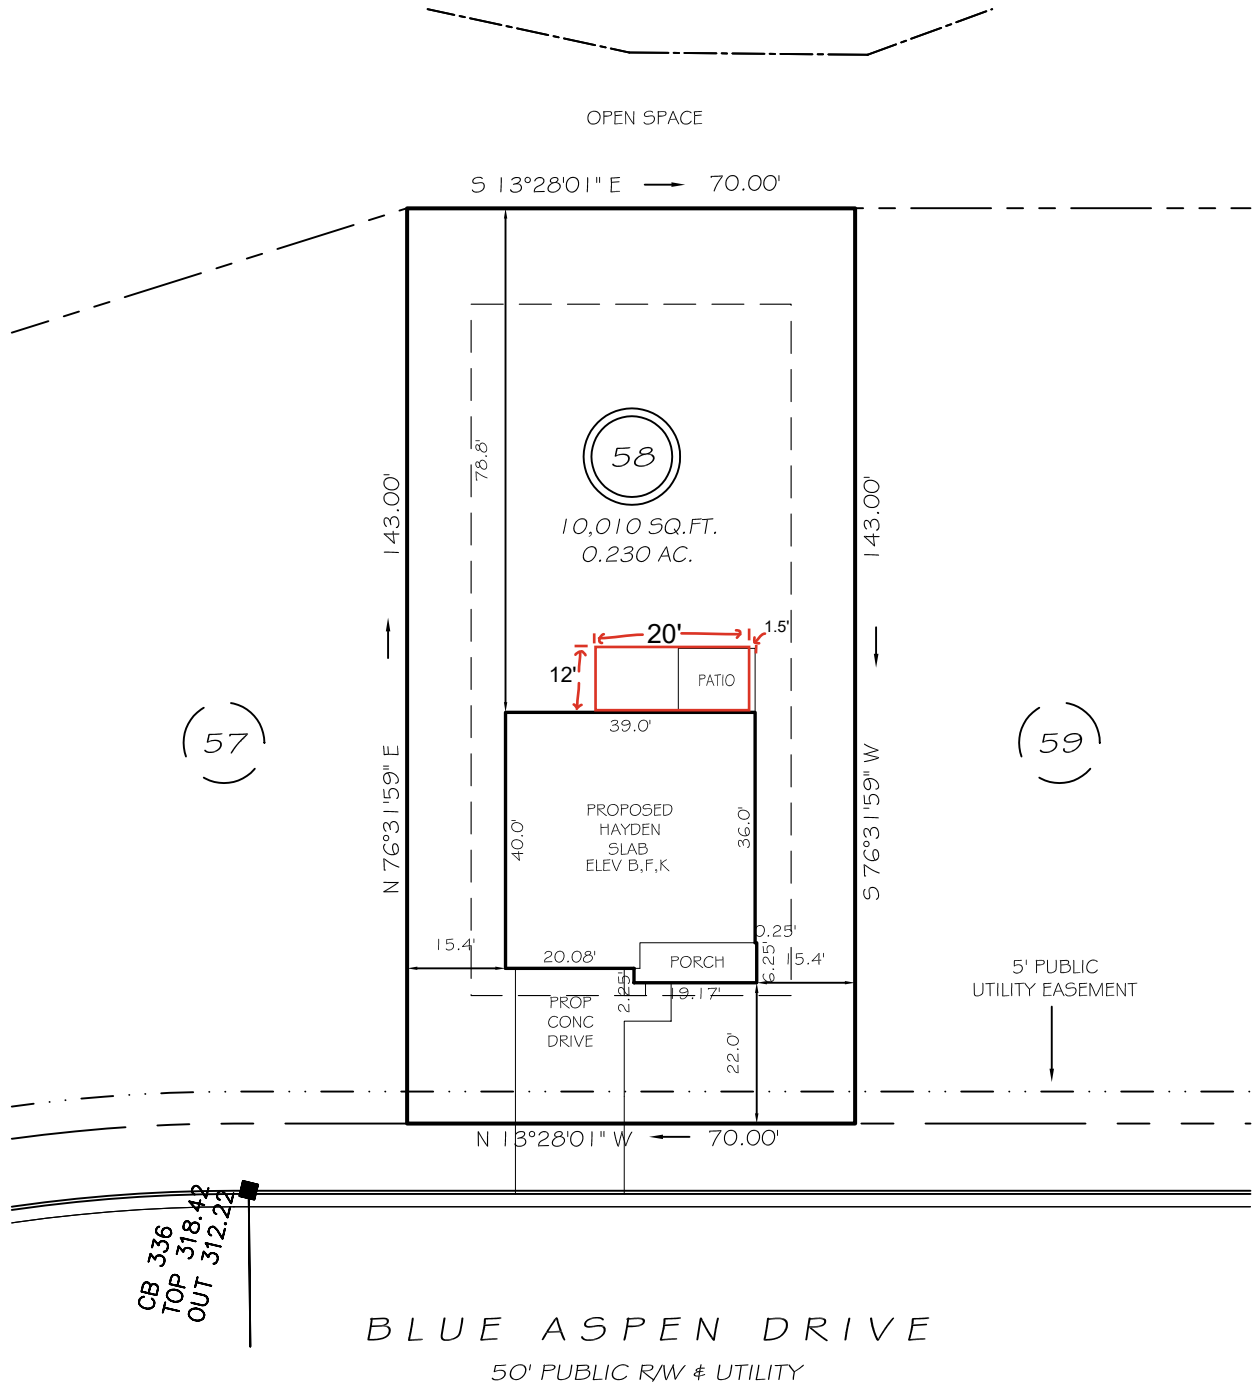 OPEN SPACE
S 13°28'01" E 70.00'
78.8'
58
143.00'
143.00'
10,010 SQ.FT.
0.230 AC.
20'
1.5'
12'
PATIO
39.0'
57
59
N 76°31'59" E
S 76°31'59" W
PROPOSED
HAYDEN
SLAB
ELEV B,F,K
40.0'
36.0'
0.25'
15.4'
20.08'
PORCH
6.25'
15.4'
2.25'
19.17'
PROP
CONC
DRIVE
22.0'
5' PUBLIC
UTILITY EASEMENT
N 13°28'01" W 70.00'
CB 336
TOP 318.42
OUT 312.22
BLUE ASPEN DRIVE
50' PUBLIC R/W & UTILITY